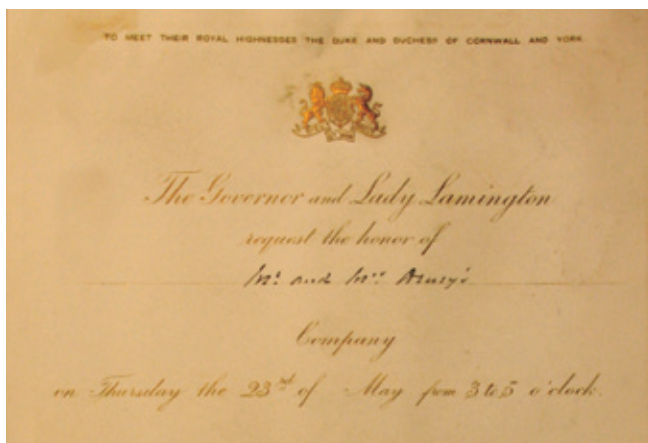 TO MEET THEIR ROYAL HIGHNESSES THE DUKE AND DUCHESS OF CORNWALL AND YORK.
The Governor and Lady Lamington
request the honor of
Mr. and Mrs.
Company
on Thursday the 23rd of May from 3 to 5 o'clock.